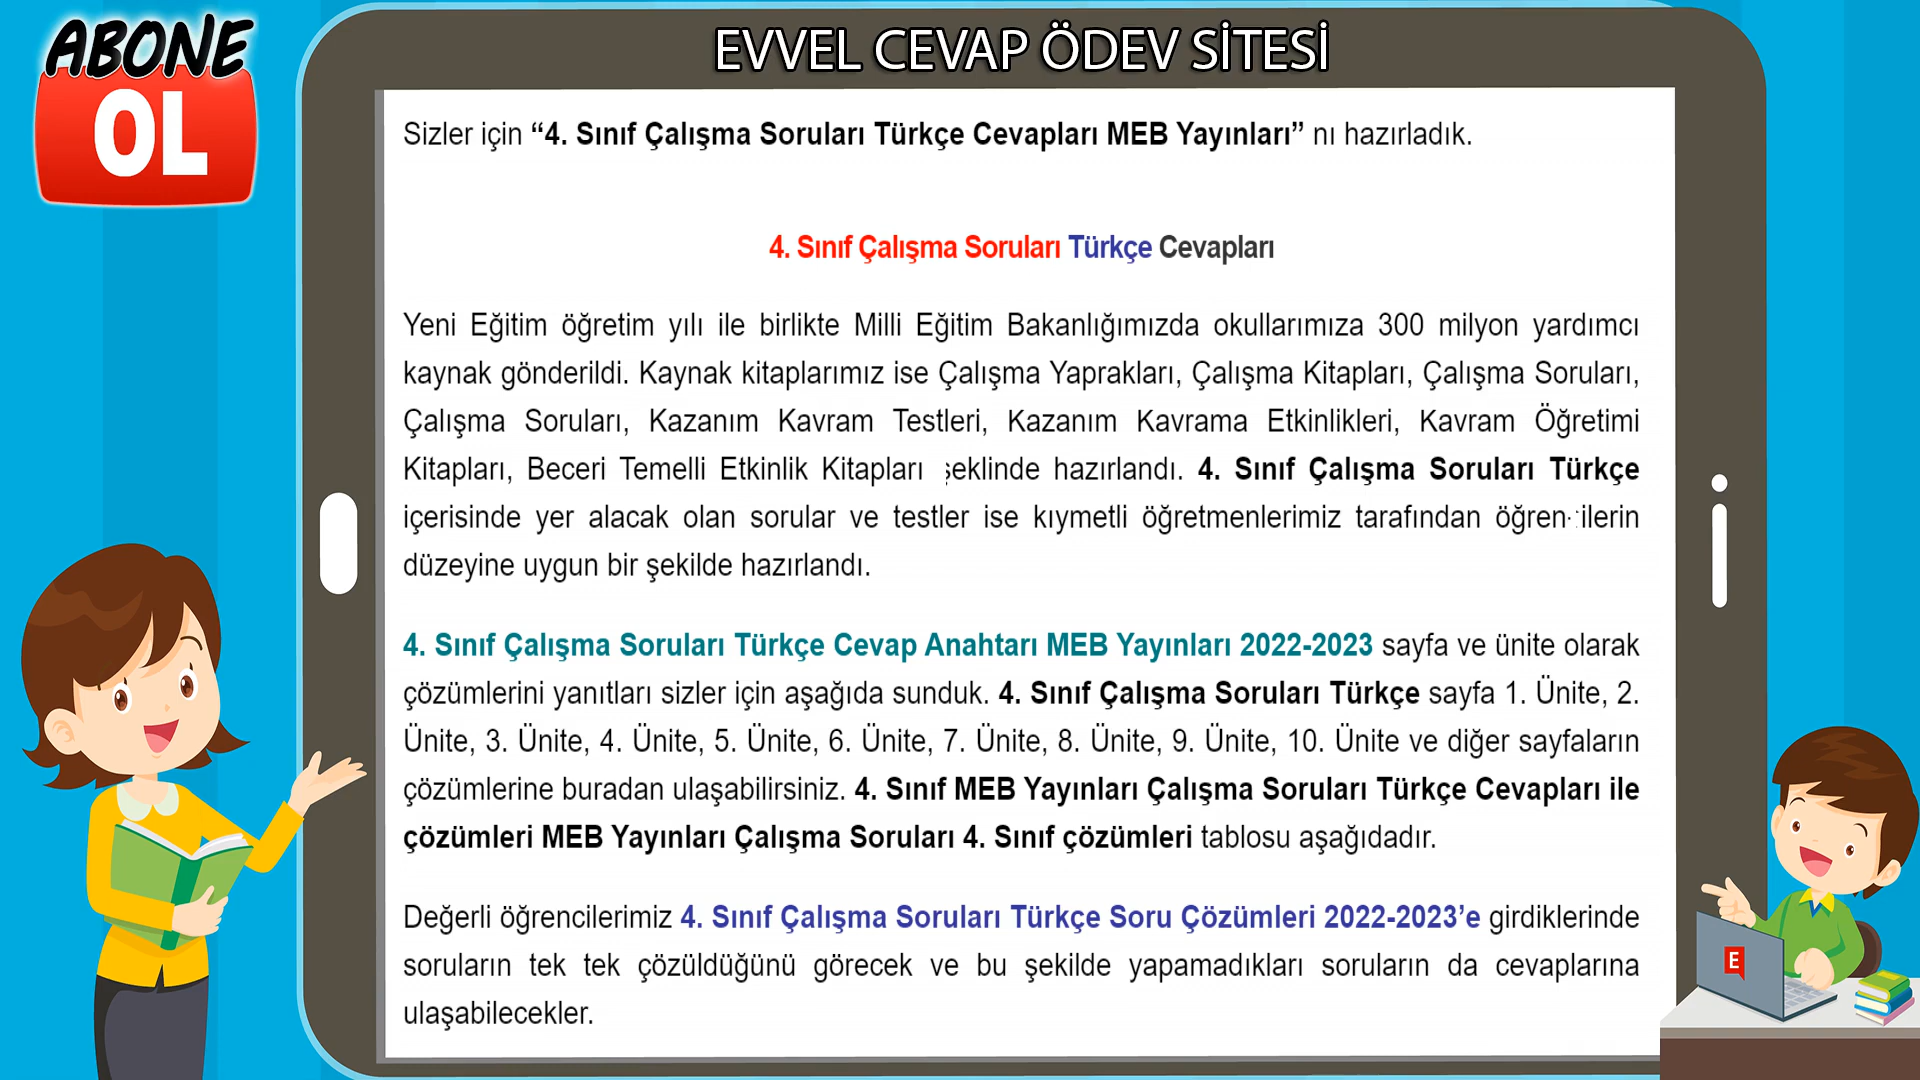 ABONE
OL
EVVEL CEVAP ÖDEV SİTESİ
Sizler için “4. Sınıf Çalışma Soruları Türkçe Cevapları MEB Yayınları” nı hazırladık.
4. Sınıf Çalışma Soruları Türkçe Cevapları
Yeni Eğitim öğretim yılı ile birlikte Milli Eğitim Bakanlığımızda okullarımıza 300 milyon yardımcı
kaynak gönderildi. Kaynak kitaplarımız ise Çalışma Yaprakları, Çalışma Kitapları, Çalışma Soruları,
Çalışma Soruları, Kazanım Kavram Testleri, Kazanım Kavrama Etkinlikleri, Kavram Öğretimi
Kitapları, Beceri Temelli Etkinlik Kitapları şeklinde hazırlandı. 4. Sınıf Çalışma Soruları Türkçe
içerisinde yer alacak olan sorular ve testler ise kıymetli öğretmenlerimiz tarafından öğrencilerin
düzeyine uygun bir şekilde hazırlandı.
4. Sınıf Çalışma Soruları Türkçe Cevap Anahtarı MEB Yayınları 2022-2023 sayfa ve ünite olarak
çözümlerini yanıtları sizler için aşağıda sunduk. 4. Sınıf Çalışma Soruları Türkçe sayfa 1. Ünite, 2.
Ünite, 3. Ünite, 4. Ünite, 5. Ünite, 6. Ünite, 7. Ünite, 8. Ünite, 9. Ünite, 10. Ünite ve diğer sayfaların
çözümlerine buradan ulaşabilirsiniz. 4. Sınıf MEB Yayınları Çalışma Soruları Türkçe Cevapları ile
çözümleri MEB Yayınları Çalışma Soruları 4. Sınıf çözümleri tablosu aşağıdadır.
Değerli öğrencilerimiz 4. Sınıf Çalışma Soruları Türkçe Soru Çözümleri 2022-2023’e girdiklerinde
soruların tek tek çözüldüğünü görecek ve bu şekilde yapamadıkları soruların da cevaplarına
ulaşabilecekler.
E